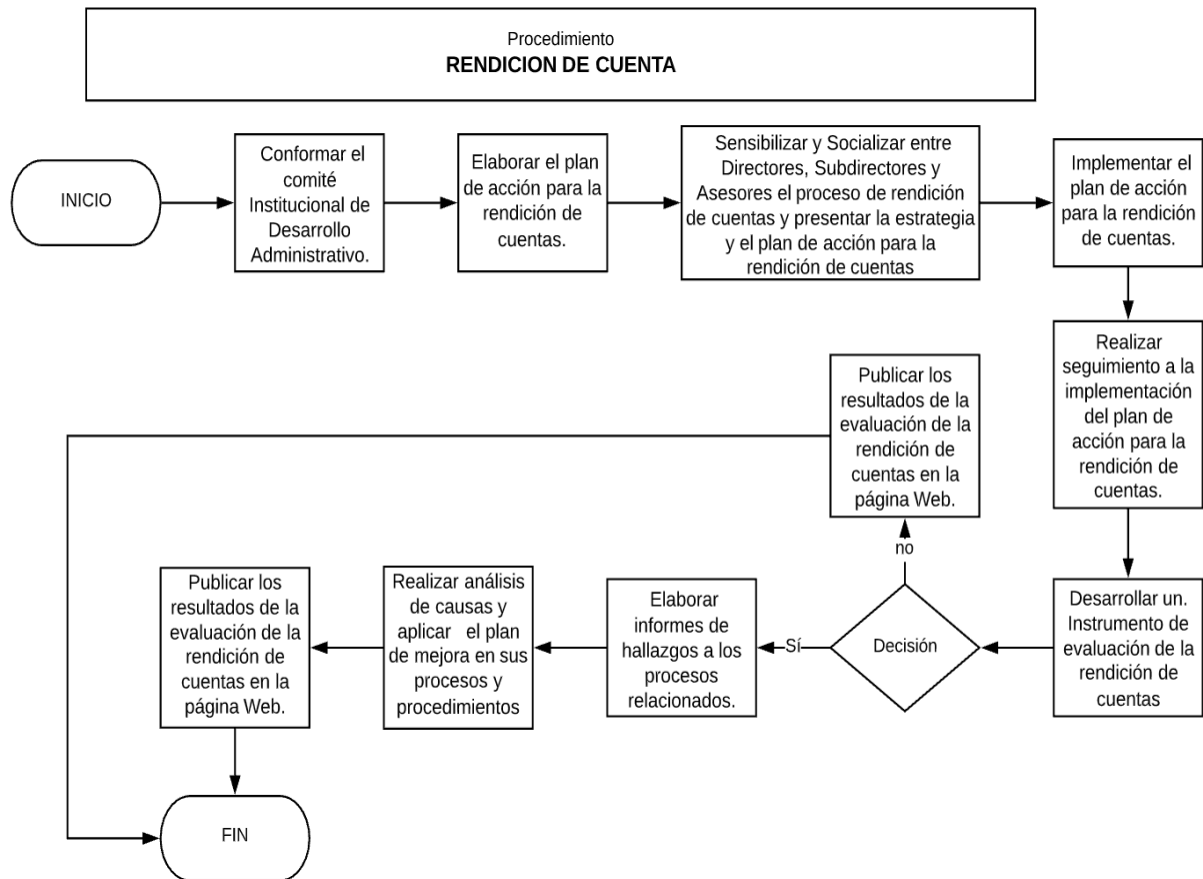 Procedimiento
RENDICION DE CUENTA
INICIO
Conformar el
comité
Institucional de
Desarrollo
Administrativo.
Elaborar el plan
de acción para la
rendición de
cuentas.
Sensibilizar y Socializar entre
Directores, Subdirectores y
Asesores el proceso de rendición
de cuentas y presentar la estrategia
y el plan de acción para la
rendición de cuentas
Implementar el
plan de acción
para la rendición
de cuentas.
Realizar
seguimiento a la
implementación
del plan de
acción para la
rendición de
cuentas.
Desarrollar un.
Instrumento de
evaluación de la
rendición de
cuentas
Decisión
no
Publicar los
resultados de la
evaluación de la
rendición de
cuentas en la
página Web.
Sí
Elaborar
informes de
hallazgos a los
procesos
relacionados.
Realizar análisis
de causas y
aplicar   el plan
de mejora en sus
procesos y
procedimientos
Publicar los
resultados de la
evaluación de la
rendición de
cuentas en la
página Web.
FIN